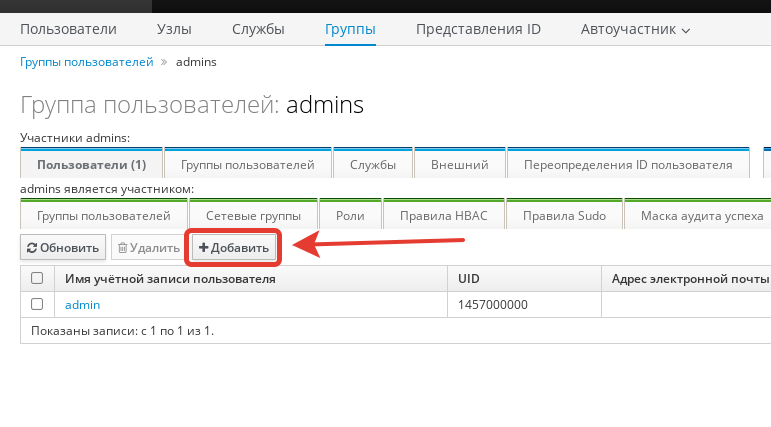 Пользователи Узлы Службы Группы Представления ID Автоучастник
Группы пользователей » admins
Группа пользователей: admins
Участники admins:
Пользователи (1) Группы пользователей Службы Внешний Переопределения ID пользователя
admins является участником:
Группы пользователей Сетевые группы Роли Правила HBAC Правила Sudo Маска аудита успеха
Обновить Удалить Добавить
Имя учётной записи пользователя UID Адрес электронной почты
admin 1457000000
Показаны записи: с 1 по 1 из 1.